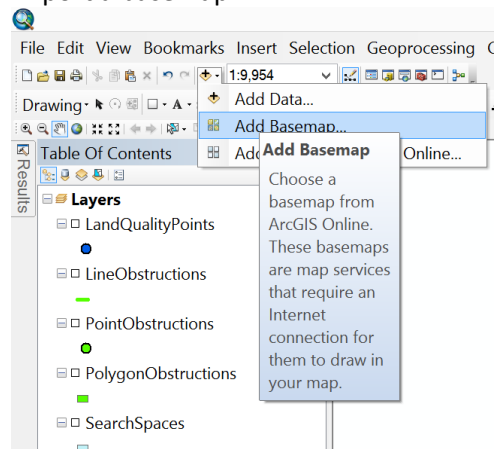 File Edit View Bookmarks Insert Selection Geoprocessing
1:9,954
Add Data...
Drawing
A
Add Basemap...
Add Basemap
Online...
Table Of Contents
Results
Choose a
basemap from
ArcGIS Online.
These basemaps
are map services
that require an
Internet
connection for
them to draw in
your map.
Layers
LandQualityPoints
LineObstructions
PointObstructions
PolygonObstructions
SearchSpaces